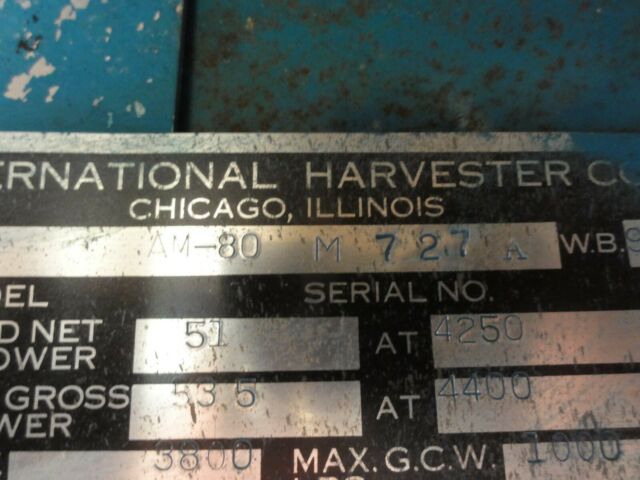 ERNATIONAL HARVESTER CO
CHICAGO, ILLINOIS
AM-80 M 727 A W.B. 9
DEL SERIAL NO.
D NET
OWER 51 AT 4250
GROSS
WER 53.5 AT 4400
3800 MAX. G.C.W. 1000